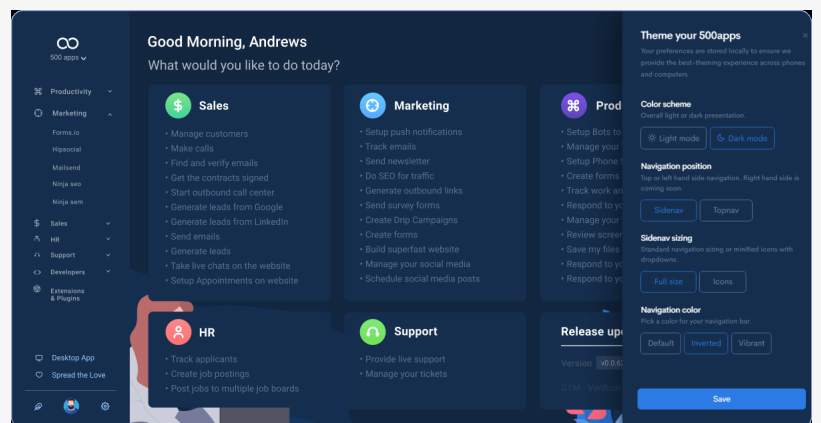 500 apps
Productivity
Marketing
Forms.io
Hipsocial
Mailsend
Ninja seo
Ninja sem
Sales
HR
Support
Developers
Extensions
& Plugins
Desktop App
Spread the Love
Good Morning, Andrews
What would you like to do today?
Sales
• Manage customers
• Make calls
• Find and verify emails
• Get the contracts signed
• Start outbound call center
• Generate leads from Google
• Generate leads from LinkedIn
• Send emails
• Generate leads
• Take live chats on the website
• Setup Appointments on website
Marketing
• Setup push notifications
• Track emails
• Send newsletter
• Do SEO for traffic
• Generate outbound links
• Send survey forms
• Create Drip Campaigns
• Create forms
• Build superfast website
• Manage your social media
• Schedule social media posts
Prod
• Setup Bots to
• Manage your
• Setup Phone
• Create forms
• Track work an
• Respond to yo
• Manage your
• Review screen
• Save my files
• Respond to yo
• Respond to yo
HR
• Track applicants
• Create job postings
• Post jobs to multiple job boards
Support
• Provide live support
• Manage your tickets
Release upd
Version v0.0.62
GTM - Verification
Theme your 500apps
×
Your preferences are stored locally to ensure we
provide the best-theming experience across phones
and computers
Color scheme
Overall light or dark presentation.
Light mode
Dark mode
Navigation position
Top or left hand side navigation. Right hand side is
coming soon.
Sidenav
Topnav
Sidenav sizing
Standard navigation sizing or minified icons with
dropdowns.
Full size
Icons
Navigation color
Pick a color for your navigation bar.
Default
Inverted
Vibrant
Save